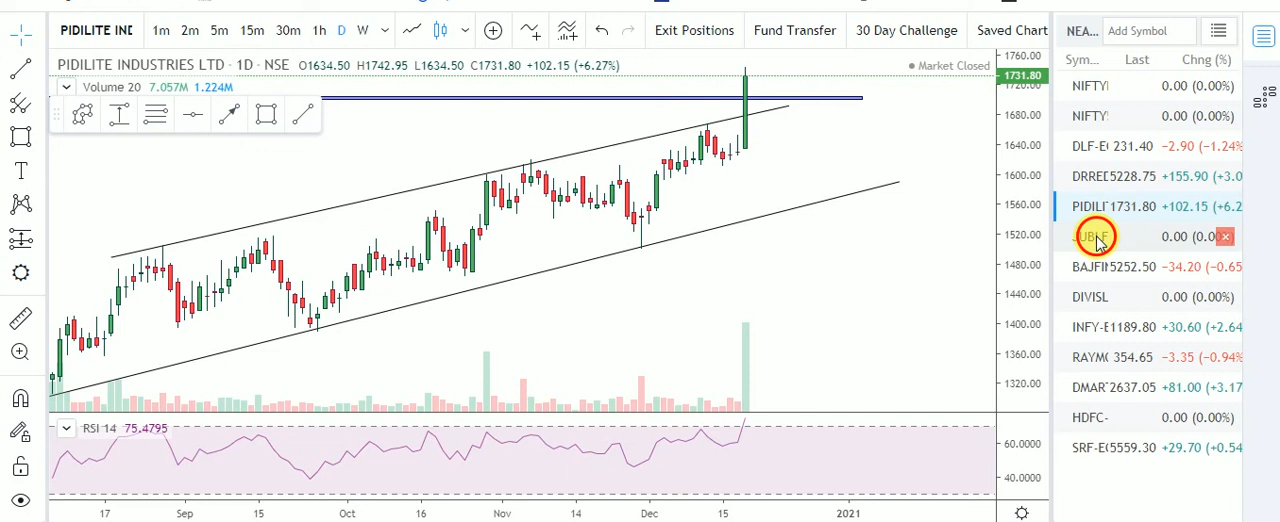 PIDILITE INI 1m 2m 5m 15m 30m 1h D W Exit Positions Fund Transfer 30 Day Challenge Saved Chart
NEA... Add Symbol
Sym... Last Chng (%)
PIDILITE INDUSTRIES LTD · 1D · NSE O1634.50 H1742.95 L1634.50 C1731.80 +102.15 (+6.27%) Market Closed
Volume 20 7.057M 1.224M
1760.00
1731.80
1720.00
1680.00
1640.00
1600.00
1560.00
1520.00
1480.00
1440.00
1400.00
1360.00
1320.00
NIFTY 0.00 (0.00%)
NIFTY 0.00 (0.00%)
DLF-E 231.40 −2.90 (−1.24%
DRREI 5228.75 +155.90 (+3.0
PIDILI 1731.80 +102.15 (+6.2
0.00 (0.00
BAJFI 5252.50 −34.20 (−0.65
DIVISL 0.00 (0.00%)
INFY-E 1189.80 +30.60 (+2.64
RAYM 354.65 −3.35 (−0.94%
DMAR 2637.05 +81.00 (+3.17
HDFC- 0.00 (0.00%)
SRF-E 5559.30 +29.70 (+0.54
RSI 14 75.4795
60.0000
40.0000
17 Sep 15 Oct 16 Nov 14 Dec 15 2021